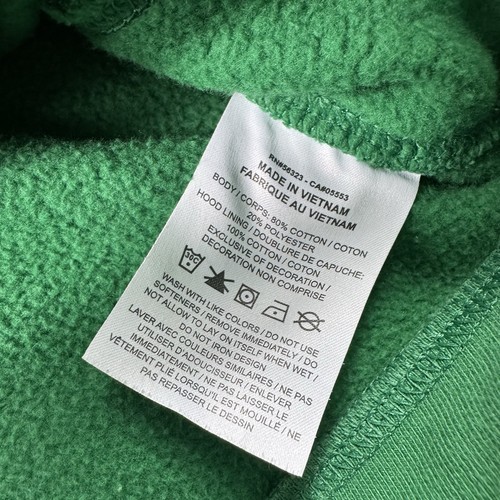 RN#56323 - CA#05553
MADE IN VIETNAM
FABRIQUE AU VIETNAM
BODY / CORPS: 80% COTTON / COTON
20% POLYESTER
HOOD LINING / DOUBLURE DE CAPUCHE-
100% COTTON / COTON
EXCLUSIVE OF DECORATION /
DECORATION NON COMPRISE
30C
WASH WITH LIKE COLORS / DO NOT USE
SOFTENERS / REMOVE IMMEDIATELY / DO
NOT ALLOW TO LAY ON ITSELF WHEN WET /
DO NOT IRON DESIGN
LAVER AVEC COULEURS SIMILAIRES / NE PAS
UTILISER D'ADOUCISSEUR / ENLEVER
IMMEDIATEMENT / NE PAS LAISSER LE
VÊTEMENT PLIÉ LORSQU'IL EST MOUILLÉ / NE
PAS REPASSER LE DESSIN